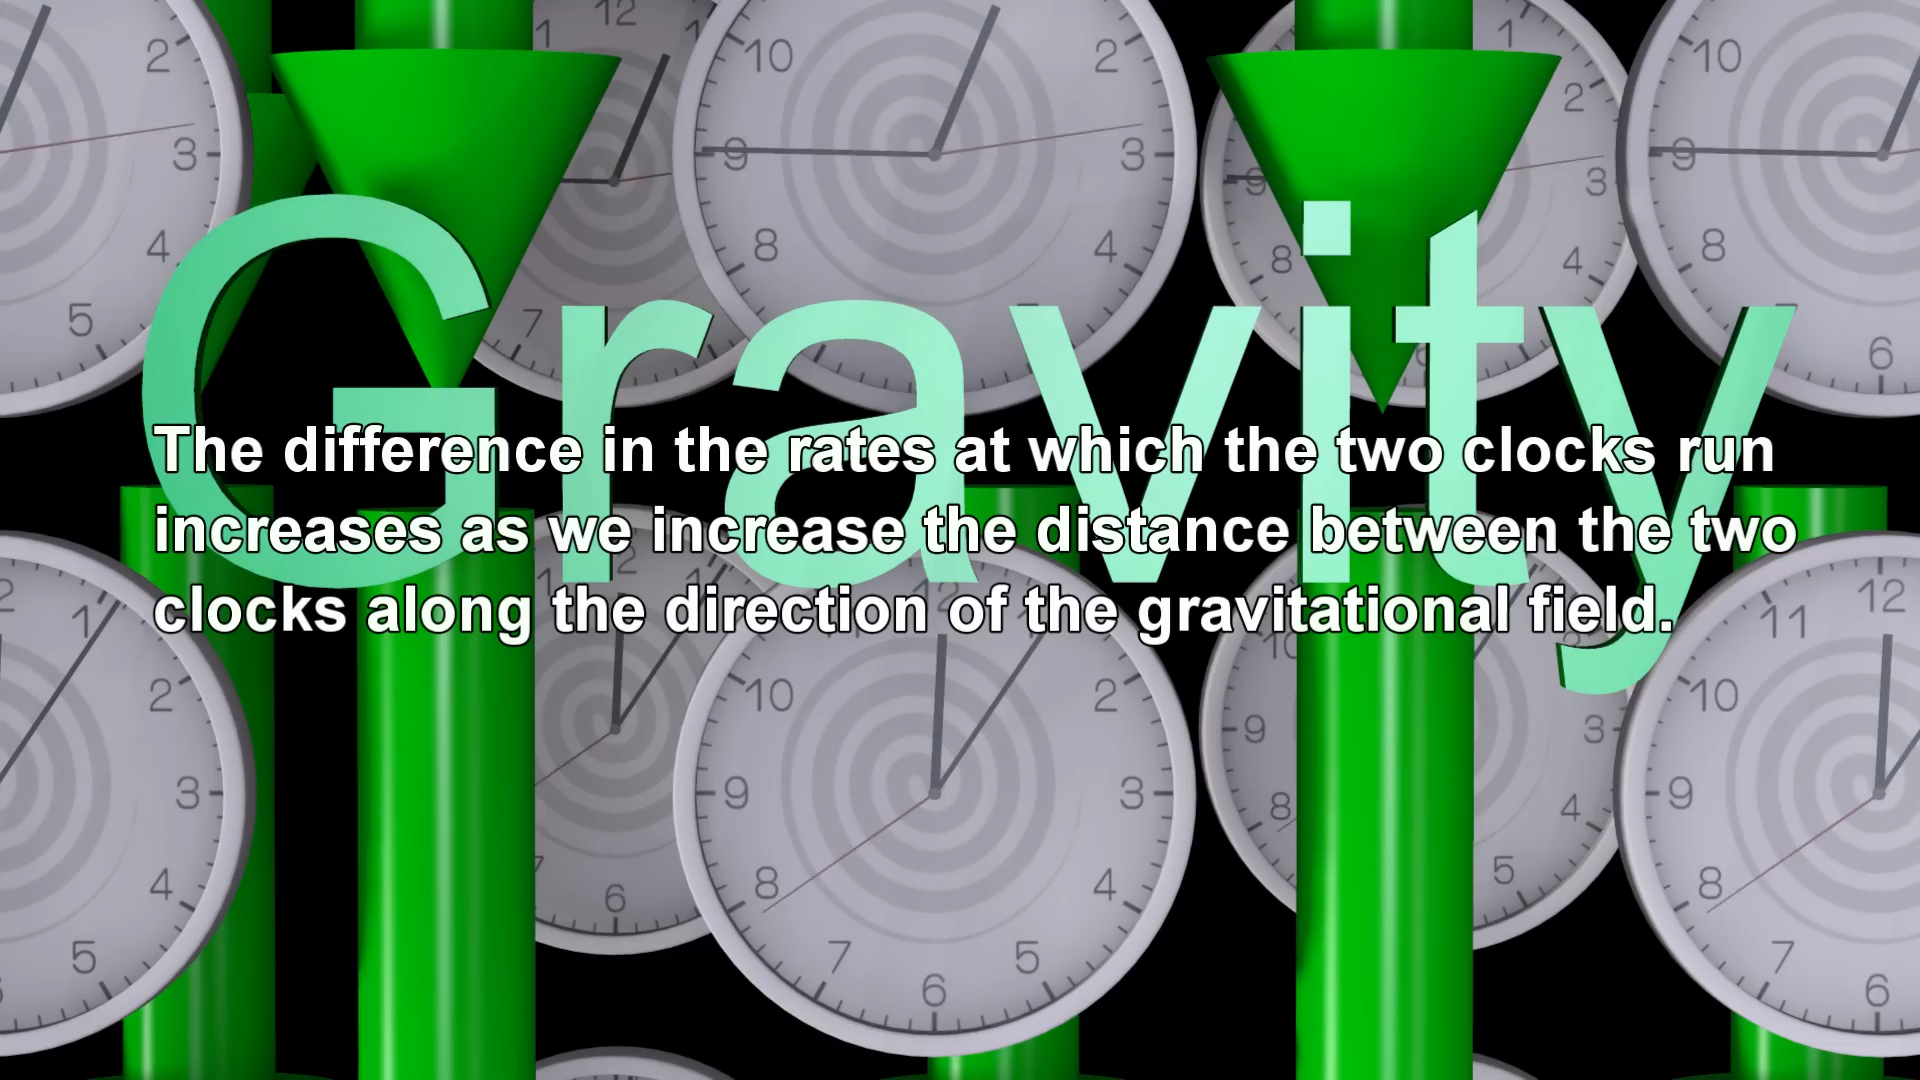 Gravity
The difference in the rates at which the two clocks run
increases as we increase the distance between the two
clocks along the direction of the gravitational field.